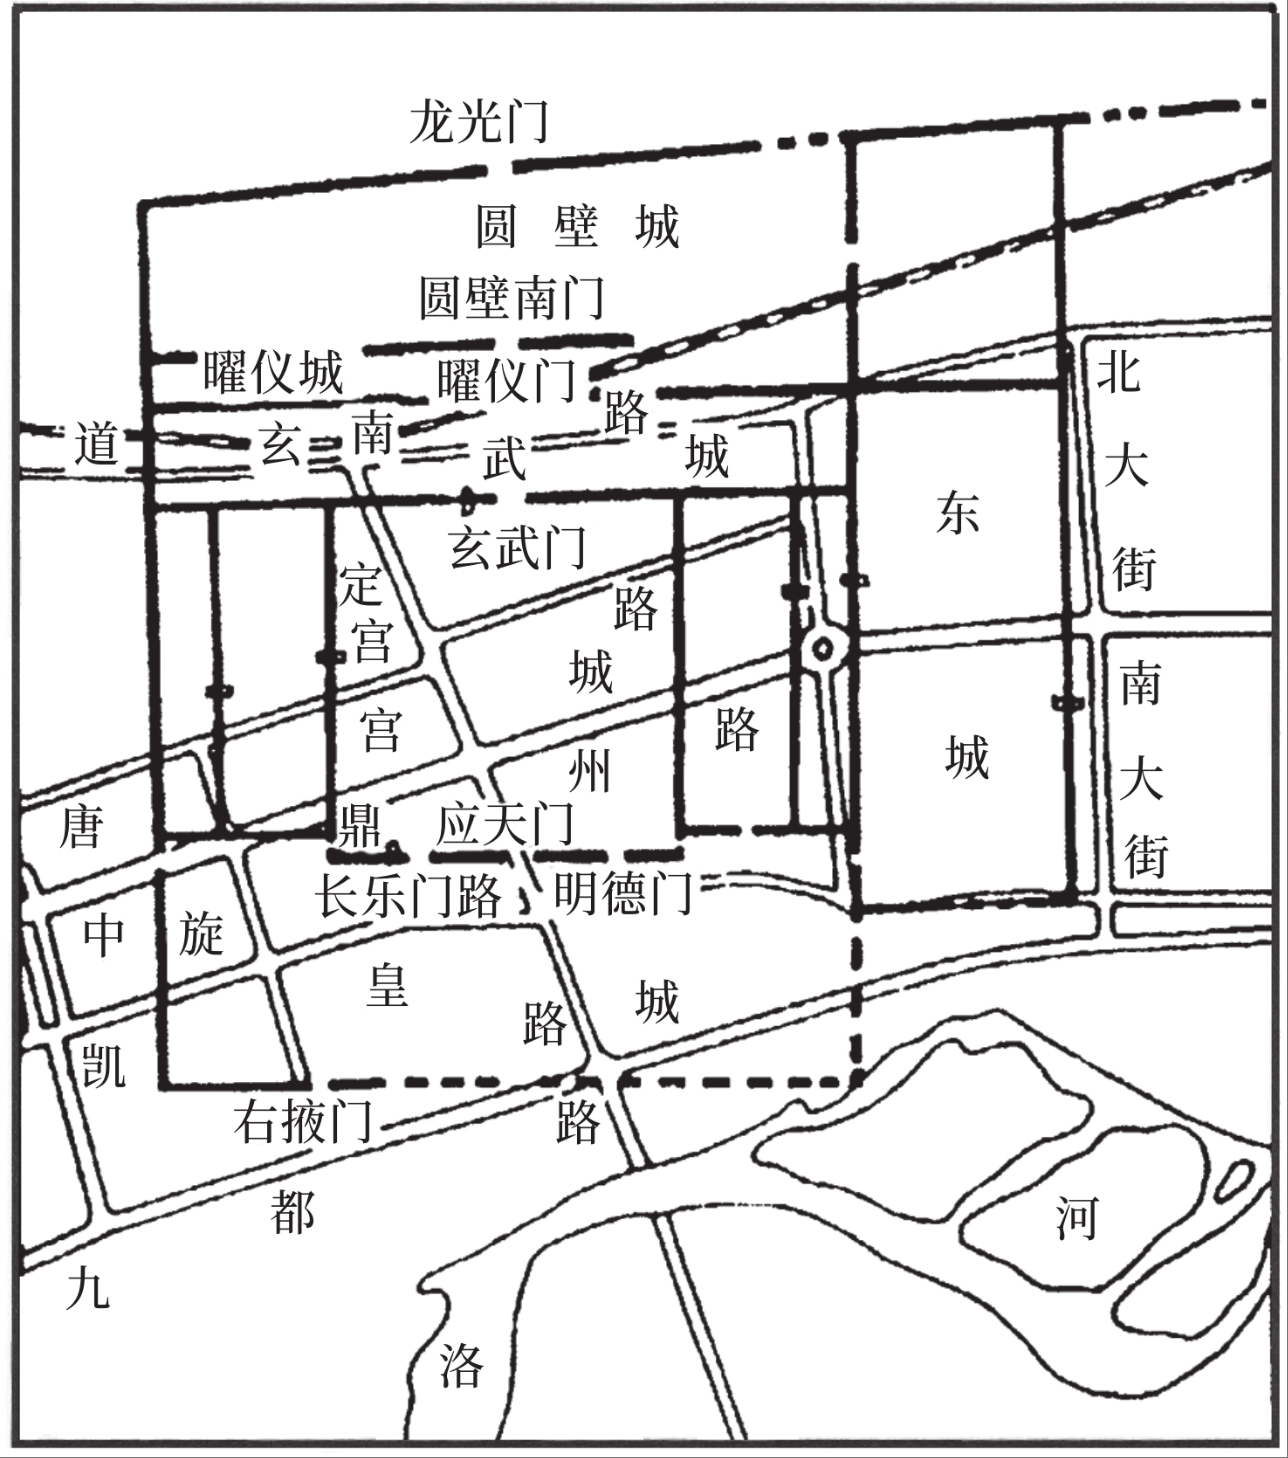 龙光门
圆壁城
圆壁南门
曜仪城
曜仪门
北大街
道
玄
南
武
路
城
玄武门
东
城
定
宫
路
城
宫
州
路
南大街
唐
鼎
应天门
长乐门路
明德门
中
旋
皇
路
城
凯
右掖门
路
都
九
河
洛